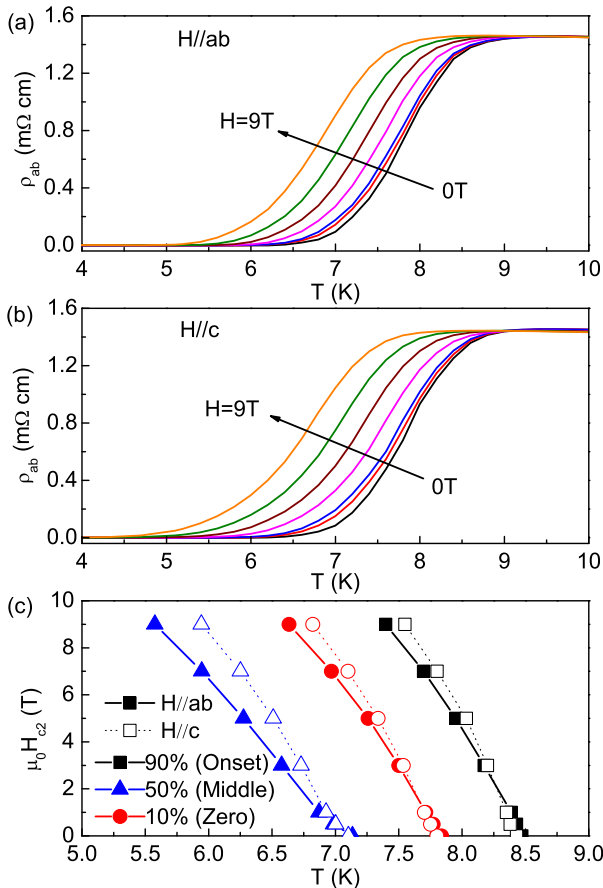 (a)
H//ab
H=9T
0T
ρab (mΩ cm)
1.6
1.2
0.8
0.4
0.0
4 5 6 7 8 9 10
T (K)
(b)
H//c
H=9T
0T
ρab (mΩ cm)
1.6
1.2
0.8
0.4
0.0
4 5 6 7 8 9 10
T (K)
(c)
μ0Hc2 (T)
10
8
6
4
2
0
H//ab
H//c
90% (Onset)
50% (Middle)
10% (Zero)
5.0 5.5 6.0 6.5 7.0 7.5 8.0 8.5 9.0
T (K)